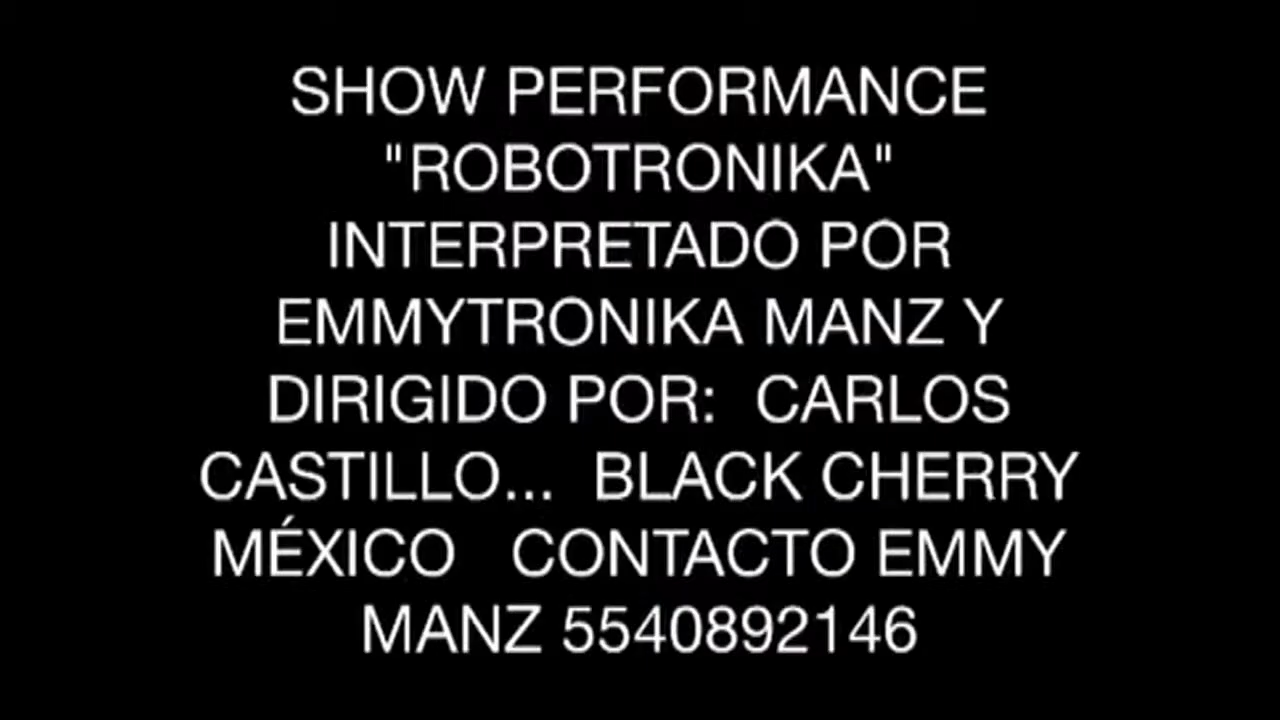 SHOW PERFORMANCE
"ROBOTRONIKA"
INTERPRETADO POR
EMMYTRONIKA MANZ Y
DIRIGIDO POR: CARLOS
CASTILLO... BLACK CHERRY
MÉXICO CONTACTO EMMY
MANZ 5540892146